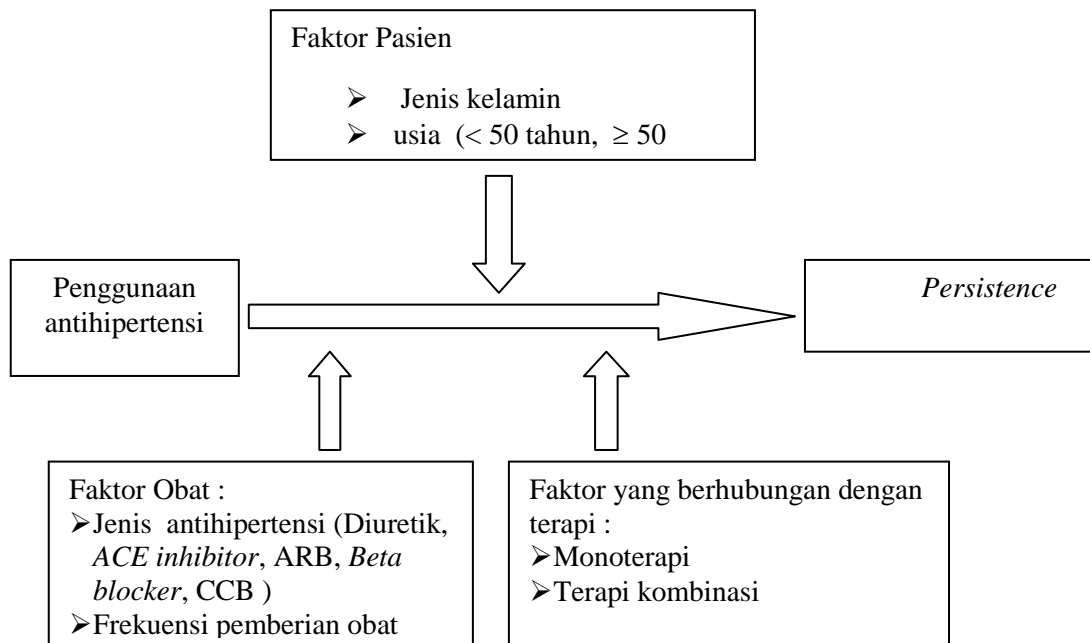 Faktor Pasien
➢ Jenis kelamin
➢ usia (< 50 tahun, ≥ 50
Penggunaan
antihipertensi
Persistence
Faktor Obat :
➢Jenis antihipertensi (Diuretik,
ACE inhibitor, ARB, Beta
blocker, CCB )
➢Frekuensi pemberian obat
Faktor yang berhubungan dengan
terapi :
➢Monoterapi
➢Terapi kombinasi